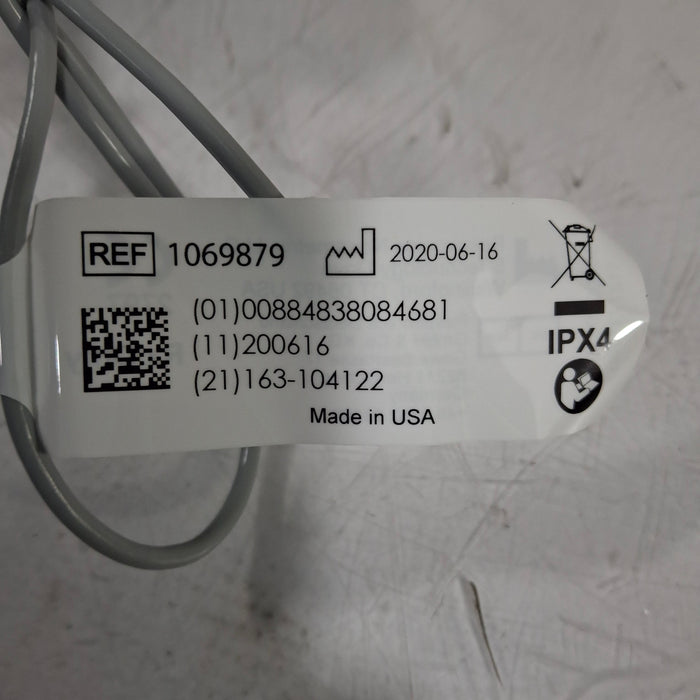 REF 1069879 2020-06-16
(01)00884838084681
(11)200616
(21)163-104122
IPX4
Made in USA